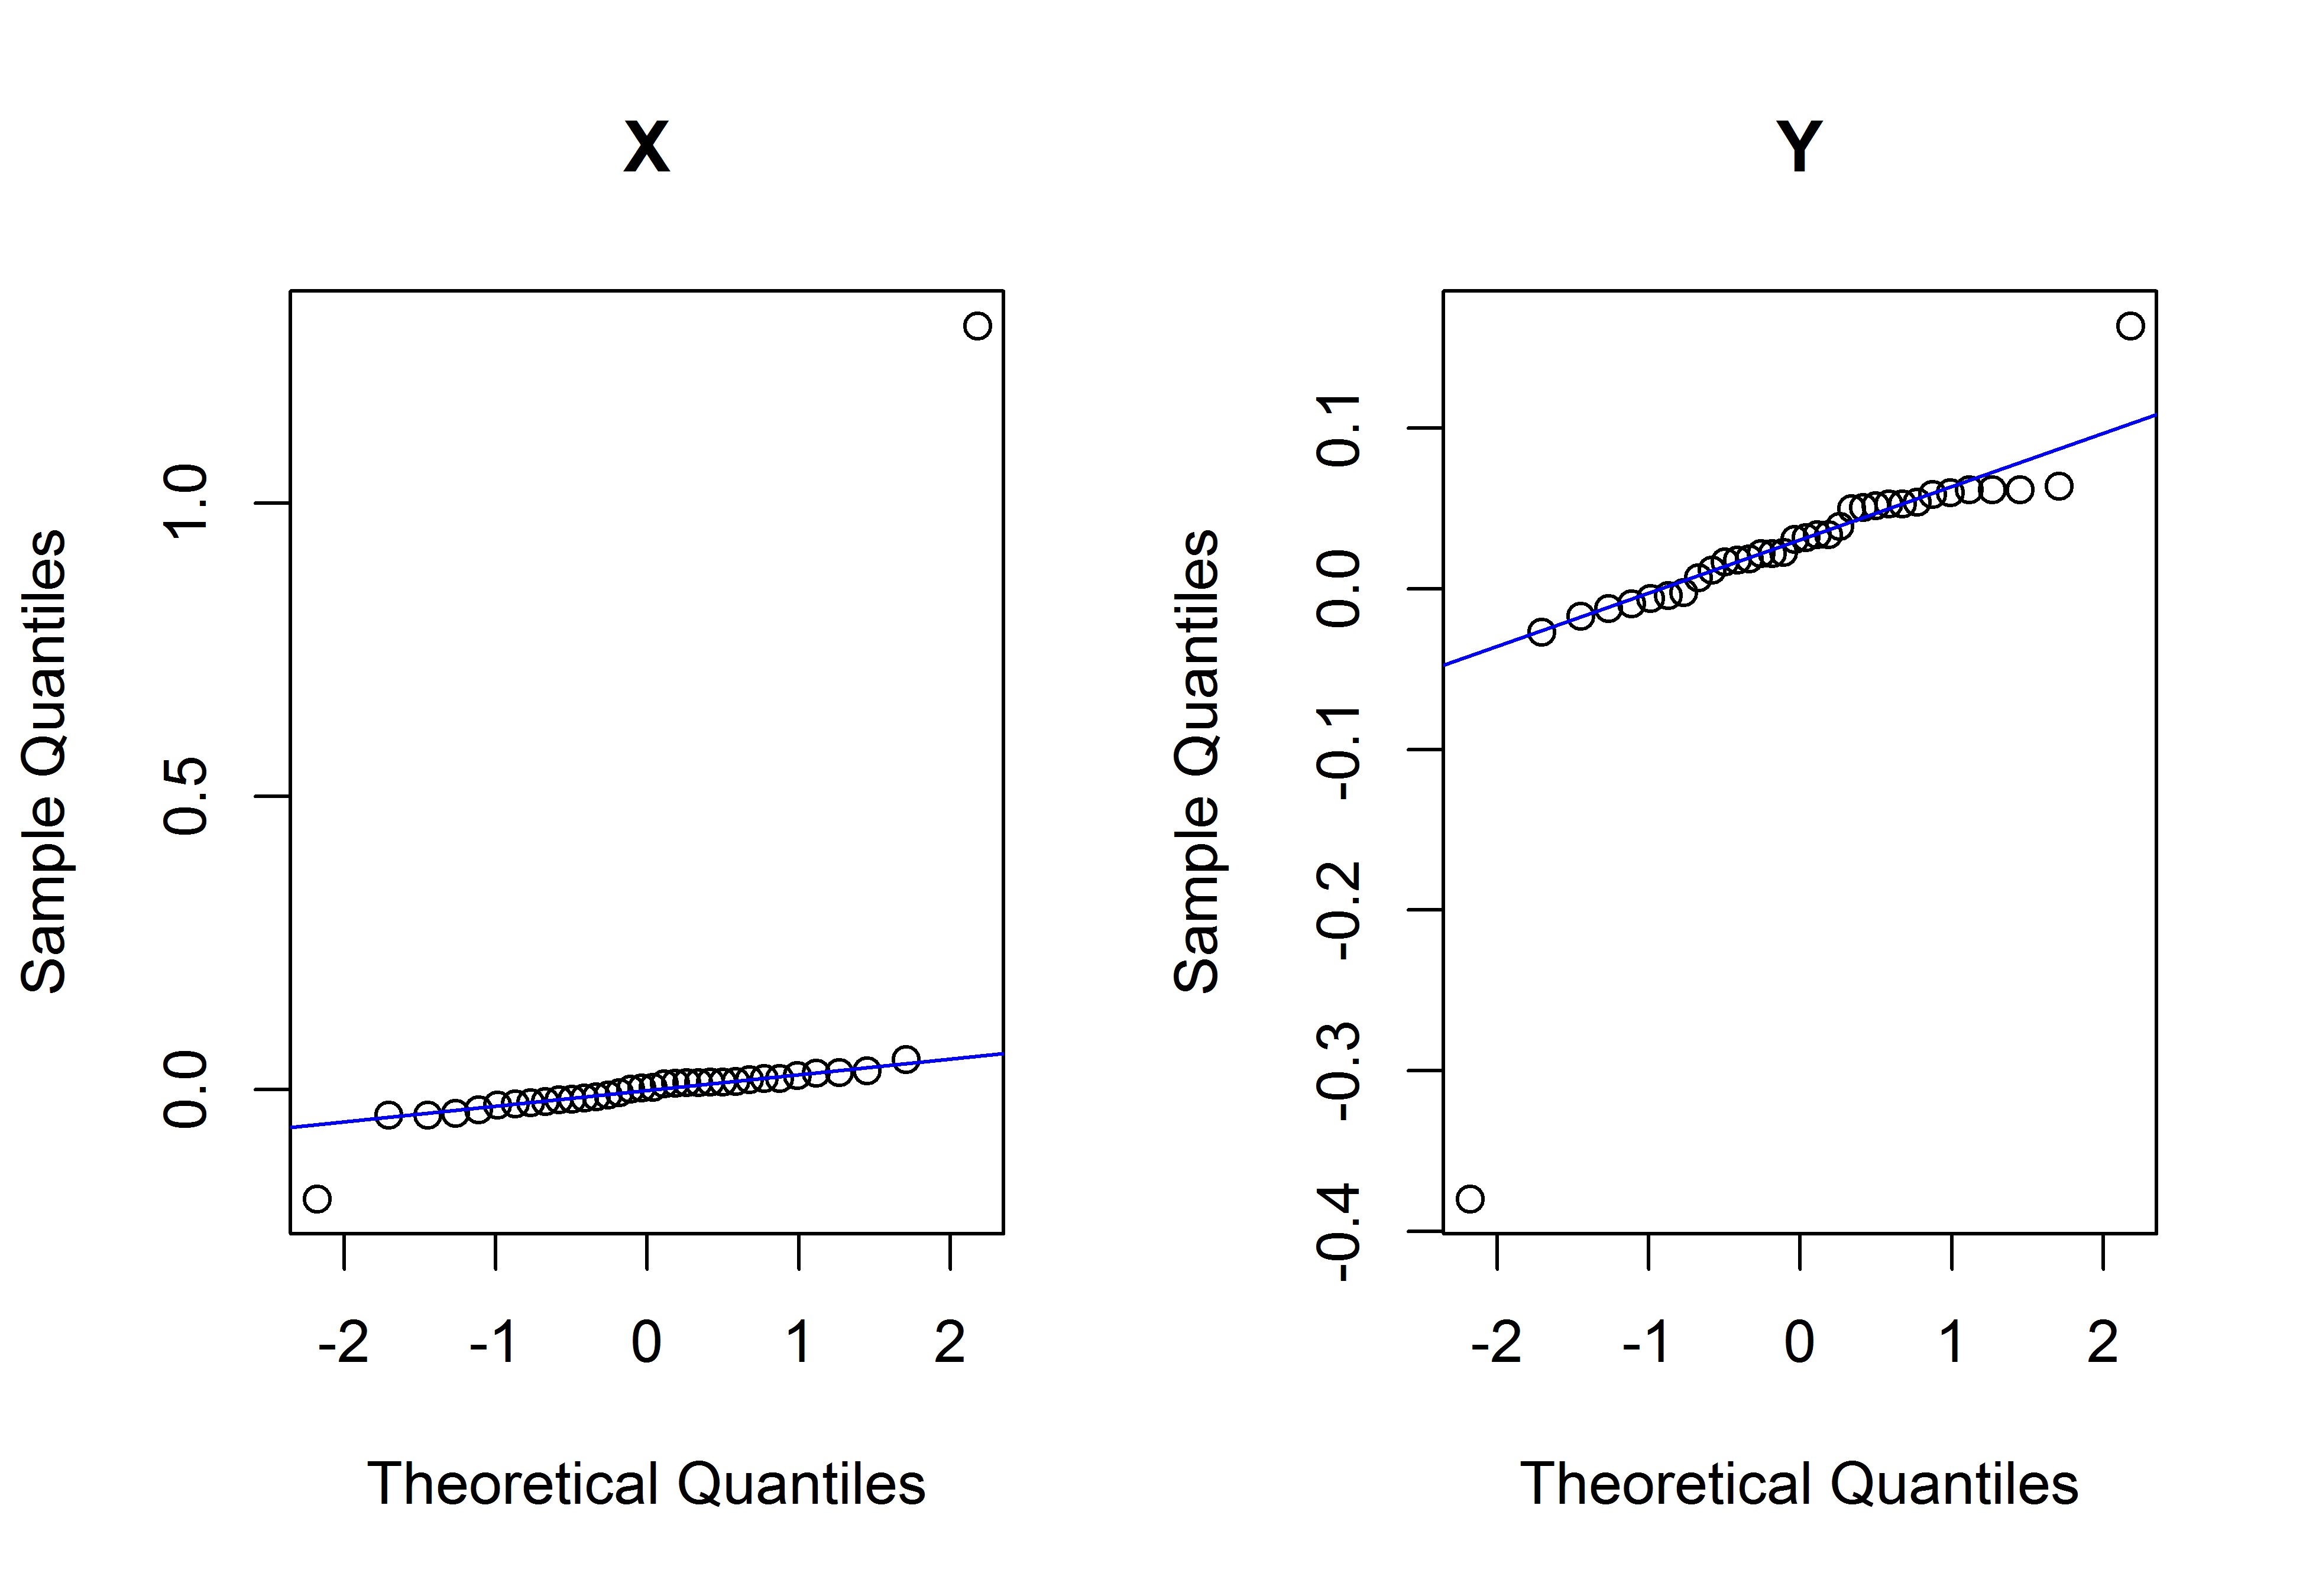 X
Sample Quantiles
1.0
0.5
0.0
-2 -1 0 1 2
Theoretical Quantiles
Y
Sample Quantiles
0.1
0.0
-0.1
-0.2
-0.3
-0.4
-2 -1 0 1 2
Theoretical Quantiles